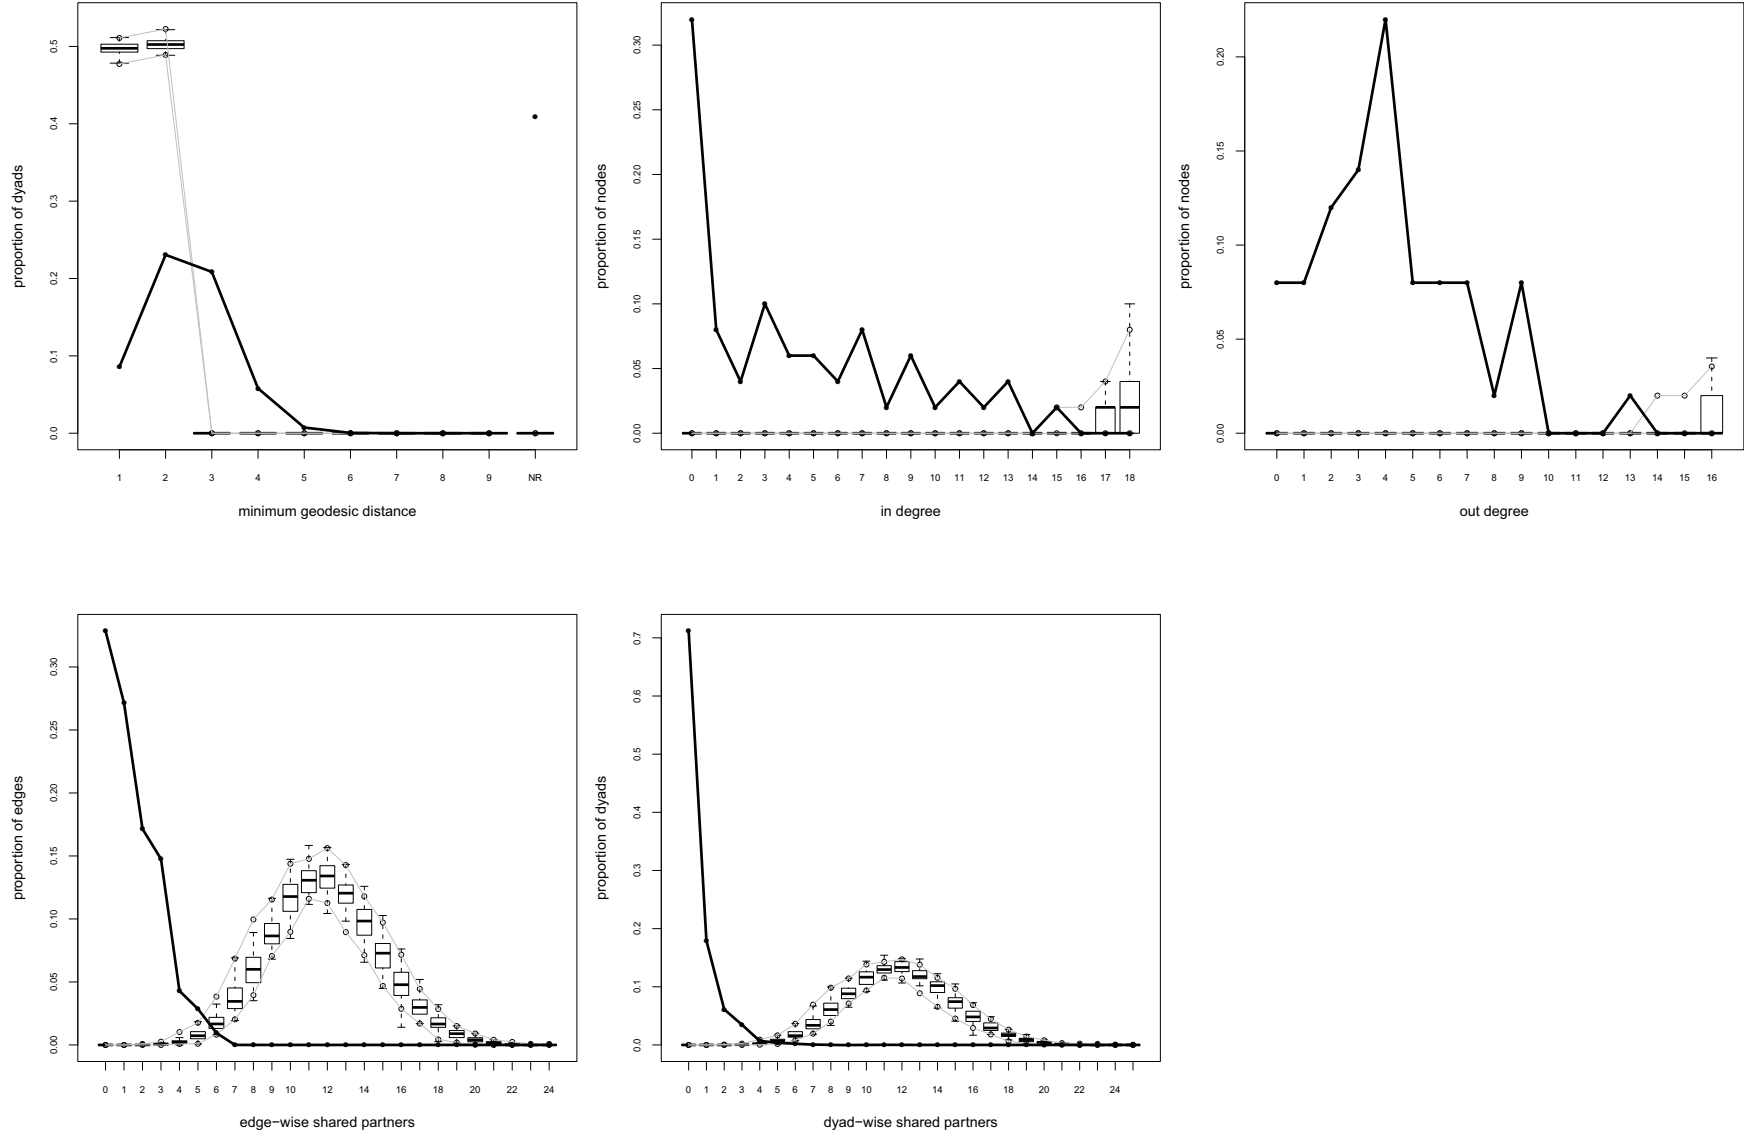 0.0 0.1 0.2 0.3 0.4 0.5
proportion of dyads
1 2 3 4 5 6 7 8 9 NR
minimum geodesic distance
0.00 0.05 0.10 0.15 0.20 0.25 0.30
proportion of nodes
0 1 2 3 4 5 6 7 8 9 10 11 12 13 14 15 16 17 18
in degree
0.00 0.05 0.10 0.15 0.20
proportion of nodes
0 1 2 3 4 5 6 7 8 9 10 11 12 13 14 15 16
out degree
0.00 0.05 0.10 0.15 0.20 0.25 0.30
proportion of edges
0 1 2 3 4 5 6 7 8 9 10 12 14 16 18 20 22 24
edge−wise shared partners
0.0 0.1 0.2 0.3 0.4 0.5 0.6 0.7
proportion of dyads
0 1 2 3 4 5 6 7 8 9 10 12 14 16 18 20 22 24
dyad−wise shared partners